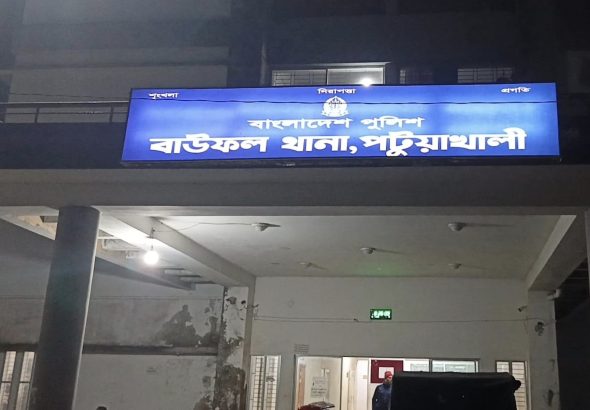 শৃংখলা নিরাপত্তা প্রগতি
বাংলাদেশ পুলিশ
বাউফল থানা, পটুয়াখালী